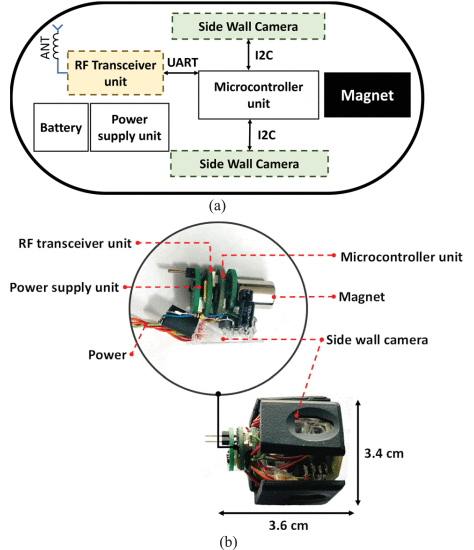 Side Wall Camera
ANT
I2C
RF Transceiver
unit
UART
Microcontroller
unit
Magnet
Battery
Power
supply unit
I2C
Side Wall Camera
(a)
RF transceiver unit
Microcontroller unit
Power supply unit
Magnet
Side wall camera
Power
3.4 cm
3.6 cm
(b)